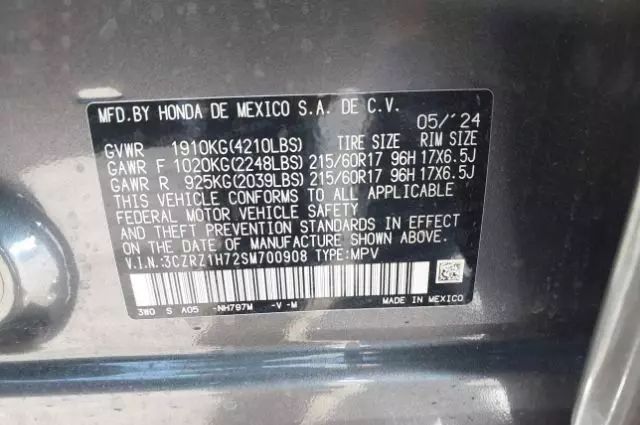 MFD.BY HONDA DE MEXICO S.A. DE C.V.
05/'24
GVWR 1910KG(4210LBS) TIRE SIZE RIM SIZE
GAWR F 1020KG(2248LBS) 215/60R17 96H 17X6.5J
GAWR R 925KG(2039LBS) 215/60R17 96H 17X6.5J
THIS VEHICLE CONFORMS TO ALL APPLICABLE
FEDERAL MOTOR VEHICLE SAFETY
AND THEFT PREVENTION STANDARDS IN EFFECT
ON THE DATE OF MANUFACTURE SHOWN ABOVE.
V.I.N.:3CZRZ1H72SM700908 TYPE:MPV
3W0 S A05 -NH797M -V -M MADE IN MEXICO